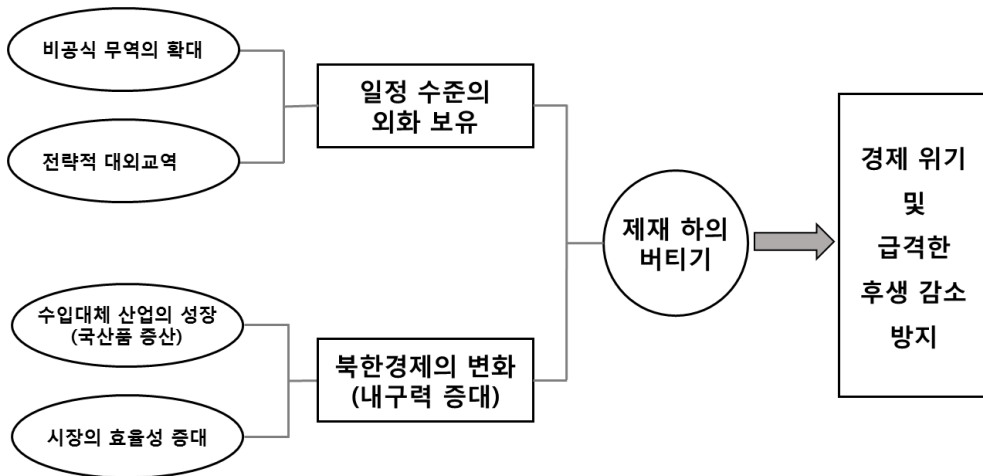 비공식 무역의 확대
전략적 대외교역
일정 수준의
외화 보유
수입대체 산업의 성장
(국산품 증산)
시장의 효율성 증대
북한경제의 변화
(내구력 증대)
제재 하의
버티기
경제 위기
및
급격한
후생 감소
방지